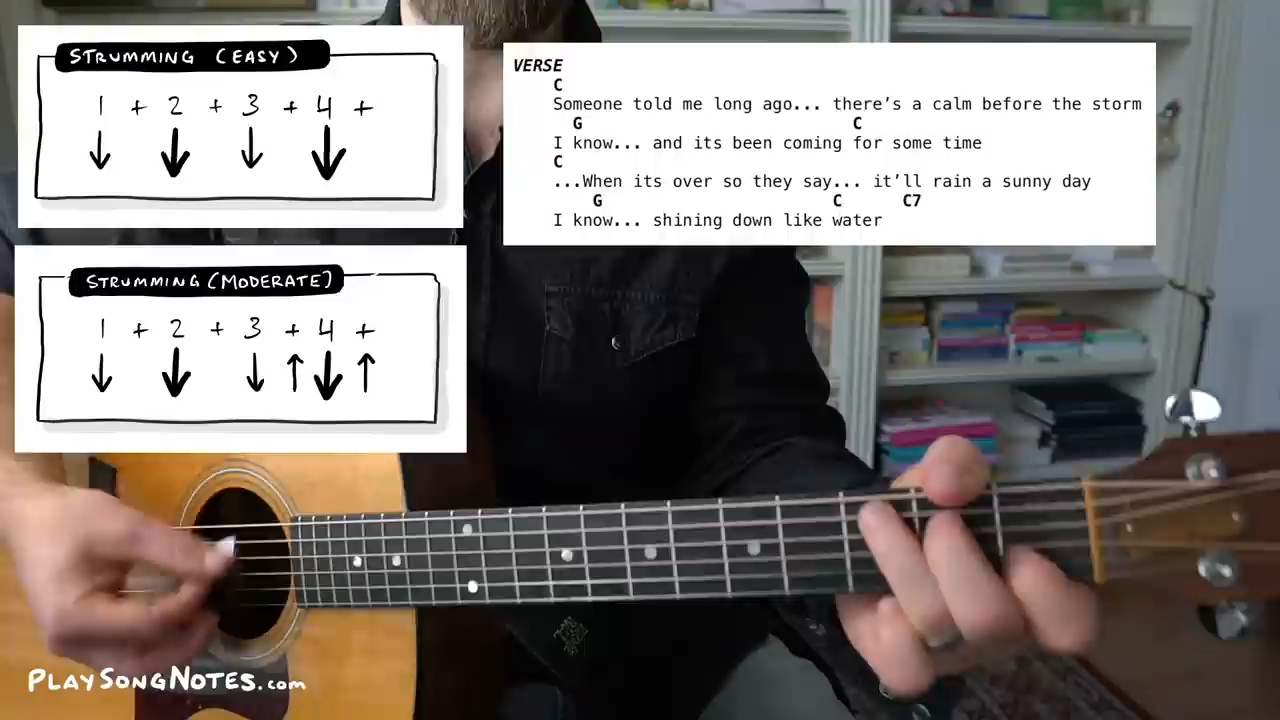 STRUMMING (EASY)
1 + 2 + 3 + 4 +
VERSE
C
Someone told me long ago... there's a calm before the storm
G C
I know... and its been coming for some time
C
...When its over so they say... it'll rain a sunny day
G C C7
I know... shining down like water
STRUMMING (MODERATE)
1 + 2 + 3 + 4 +
PLAYSONGNOTES.com